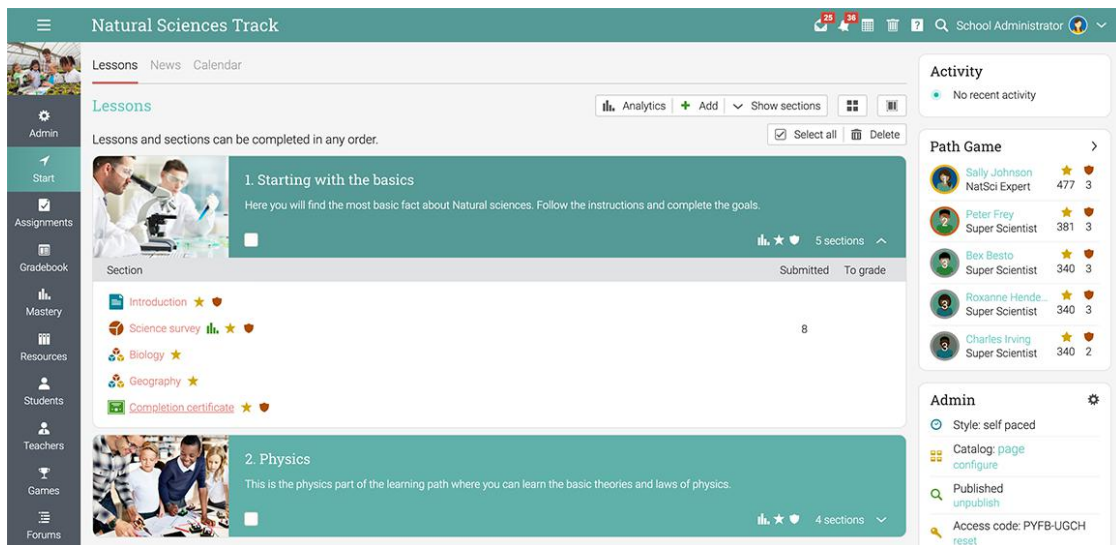 Natural Sciences Track
25
36
?
School Administrator
Admin
Start
Assignments
Gradebook
Mastery
Resources
Students
Teachers
Games
Forums
Lessons News Calendar
Lessons
Analytics Add Show sections
Lessons and sections can be completed in any order.
Select all Delete
1. Starting with the basics
Here you will find the most basic fact about Natural sciences. Follow the instructions and complete the goals.
5 sections
Section Submitted To grade
Introduction
Science survey 8
Biology
Geography
Completion certificate
2. Physics
This is the physics part of the learning path where you can learn the basic theories and laws of physics.
4 sections
Activity
No recent activity
Path Game
Sally Johnson
NatSci Expert 477 3
2
Peter Frey
Super Scientist 381 3
3
Bex Besto
Super Scientist 340 3
3
Roxanne Hende...
Super Scientist 340 3
3
Charles Irving
Super Scientist 340 2
Admin
Style: self paced
Catalog: page
configure
Published
unpublish
Access code: PYFB-UGCH
reset